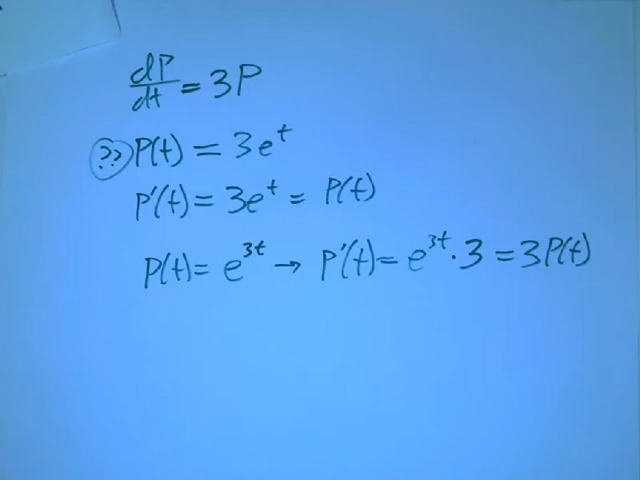 dP/dt = 3P
?? P(t) = 3e^t
P'(t) = 3e^t = P(t)
P(t) = e^{3t} → P'(t) = e^{3t} · 3 = 3P(t)